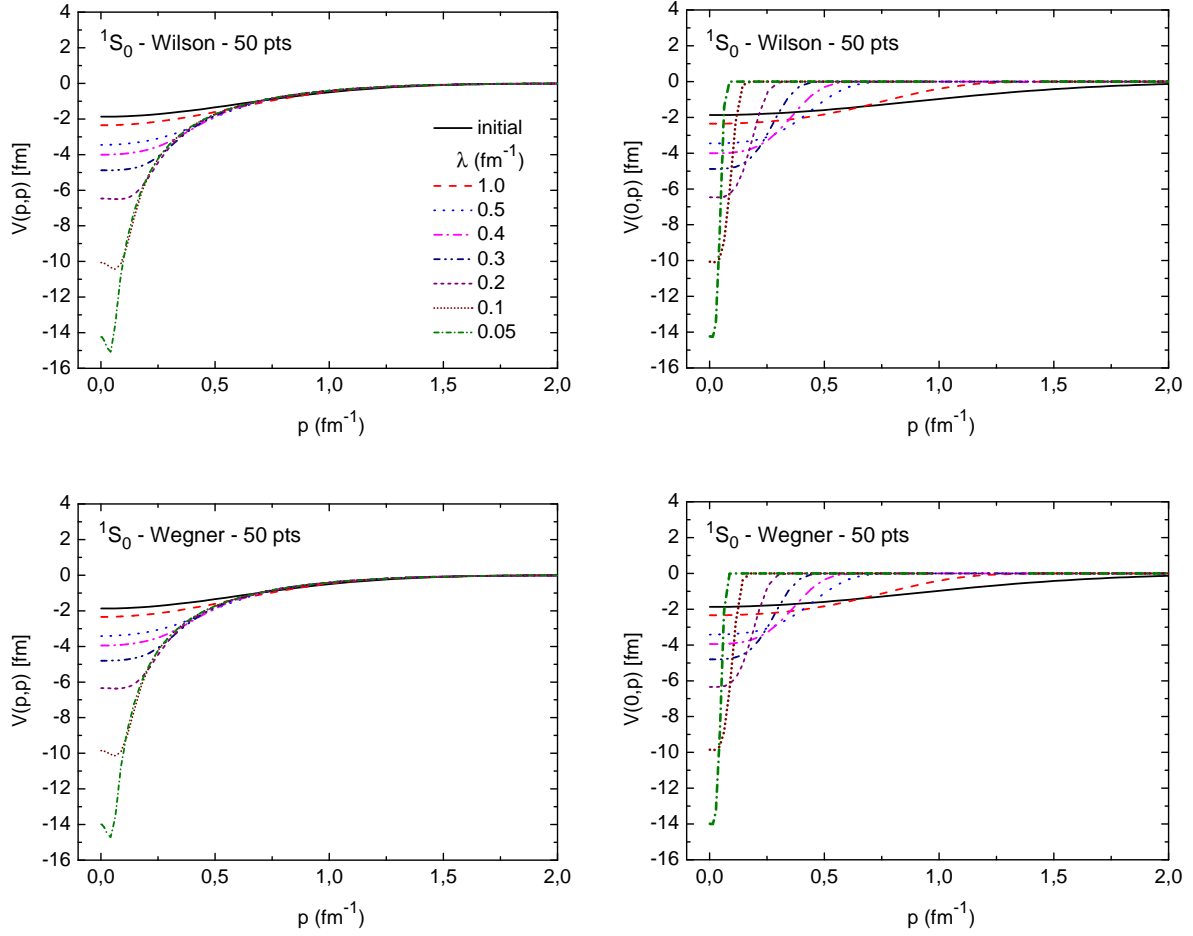 ¹S₀ - Wilson - 50 pts
4
2
0
-2
-4
-6
-8
-10
-12
-14
-16
V(p,p) [fm]
initial
λ (fm⁻¹)
1.0
0.5
0.4
0.3
0.2
0.1
0.05
0,0 0,5 1,0 1,5 2,0
p (fm⁻¹)
¹S₀ - Wilson - 50 pts
4
2
0
-2
-4
-6
-8
-10
-12
-14
-16
V(0,p) [fm]
0,0 0,5 1,0 1,5 2,0
p (fm⁻¹)
¹S₀ - Wegner - 50 pts
4
2
0
-2
-4
-6
-8
-10
-12
-14
-16
V(p,p) [fm]
0,0 0,5 1,0 1,5 2,0
p (fm⁻¹)
¹S₀ - Wegner - 50 pts
4
2
0
-2
-4
-6
-8
-10
-12
-14
-16
V(0,p) [fm]
0,0 0,5 1,0 1,5 2,0
p (fm⁻¹)